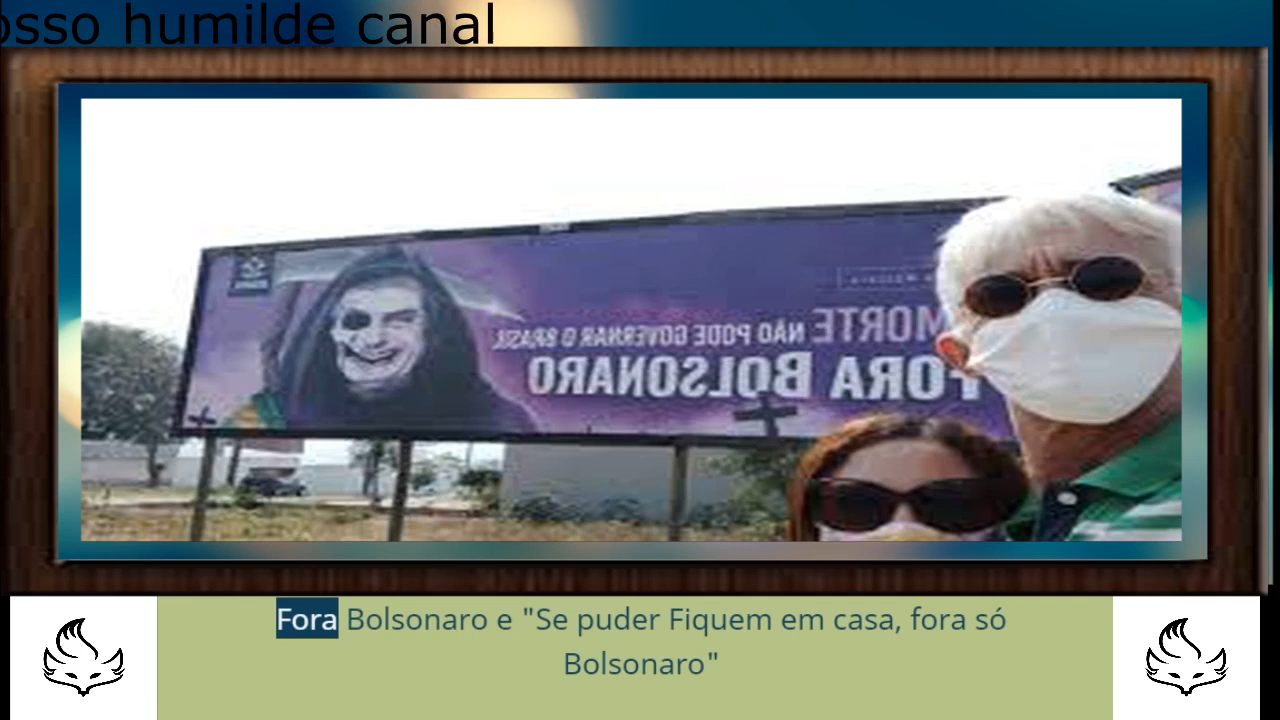 osso humilde canal
MORTE NÃO PODE GOVERNAR O BRASIL
FORA BOLSONARO
Fora Bolsonaro e "Se puder Fiquem em casa, fora só
Bolsonaro"